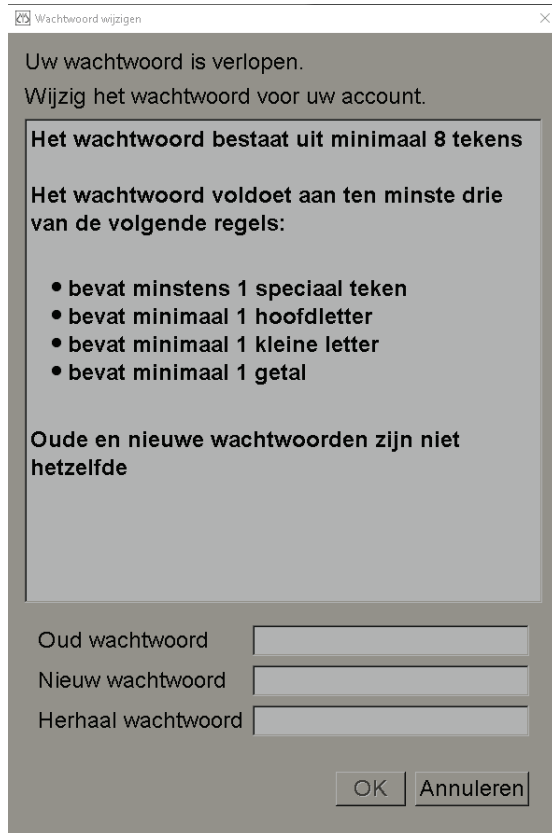 Wachtwoord wijzigen
Uw wachtwoord is verlopen.
Wijzig het wachtwoord voor uw account.
Het wachtwoord bestaat uit minimaal 8 tekens
Het wachtwoord voldoet aan ten minste drie
van de volgende regels:
• bevat minstens 1 speciaal teken
• bevat minimaal 1 hoofdletter
• bevat minimaal 1 kleine letter
• bevat minimaal 1 getal
Oude en nieuwe wachtwoorden zijn niet
hetzelfde
Oud wachtwoord
Nieuw wachtwoord
Herhaal wachtwoord
OK Annuleren